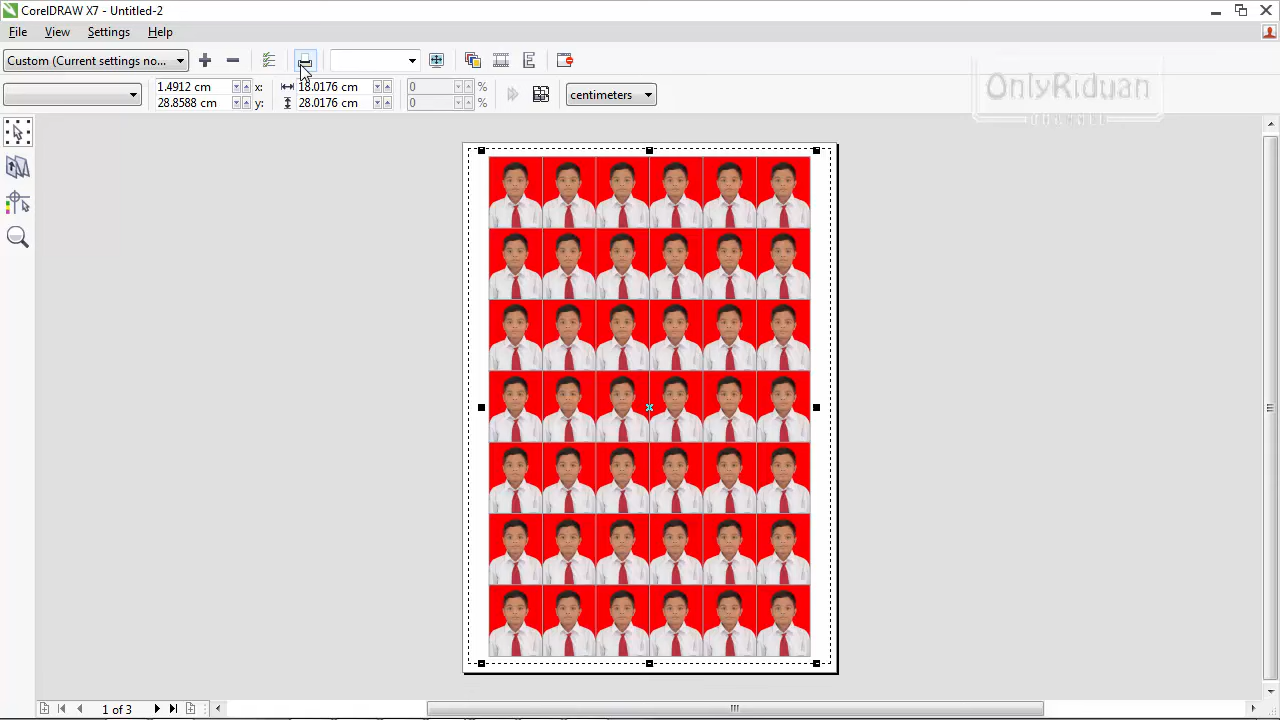 CorelDRAW X7 - Untitled-2
File View Settings Help
Custom (Current settings no...
1.4912 cm x: 18.0176 cm 0 %
28.8588 cm y: 28.0176 cm 0 %
centimeters
OnlyRiduan
CHANNEL
1 of 3